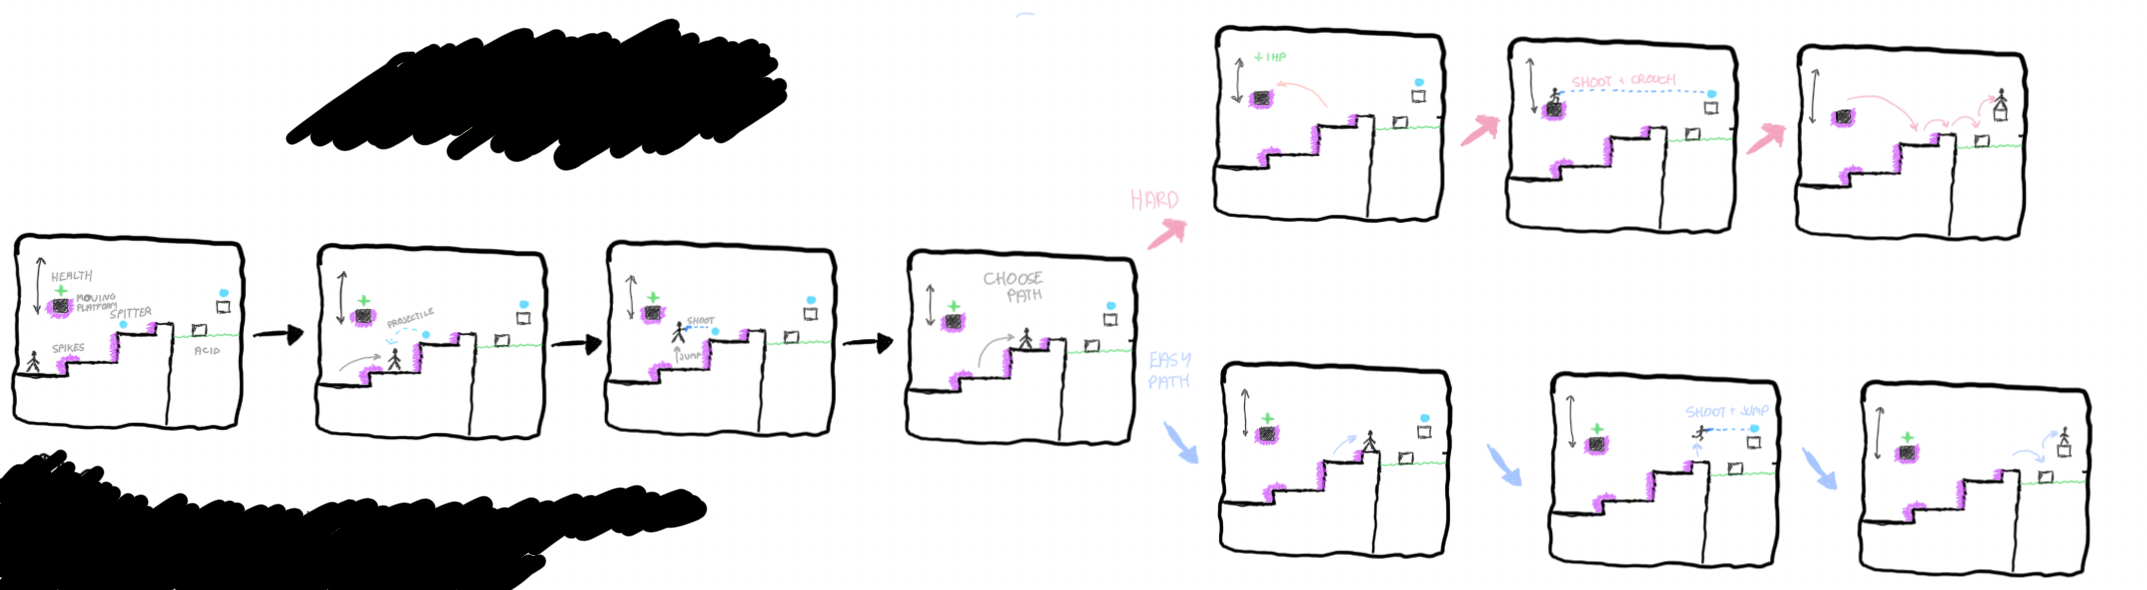 HEALTH
MOVING
PLATFORM
SPITTER
SPIKES
ACID
PROJECTILE
SHOOT
JUMP
CHOOSE
PATH
HARD
+1HP
SHOOT + CROUCH
EASY
PATH
SHOOT + JUMP